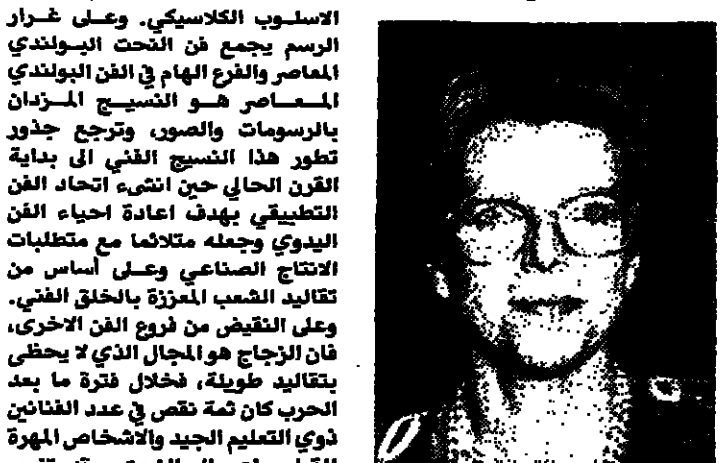 الاسلوب الكلاسيكي. وعلى غرار
الرسم يجمع فن النحت البولندي
المعاصر والفرع الهام في الفن البولندي
المعاصر هو النسيج المزدان
بالرسومات والصور، وترجع جذور
تطور هذا النسيج الفني الى بداية
القرن الحالي حين انشىء اتحاد الفن
التطبيقي بهدف اعادة احياء الفن
اليدوي وجعله متلائما مع متطلبات
الانتاج الصناعي وعلى أساس من
تقاليد الشعب المعززة بالخلق الفني.
وعلى النقيض من فروع الفن الاخرى،
فان الزجاج هو المجال الذي لا يحظى
بتقاليد طويلة، فخلال فترة ما بعد
الحرب كان ثمة نقص في عدد الفنانين
ذوي التعليم الجيد والاشخاص المهرة